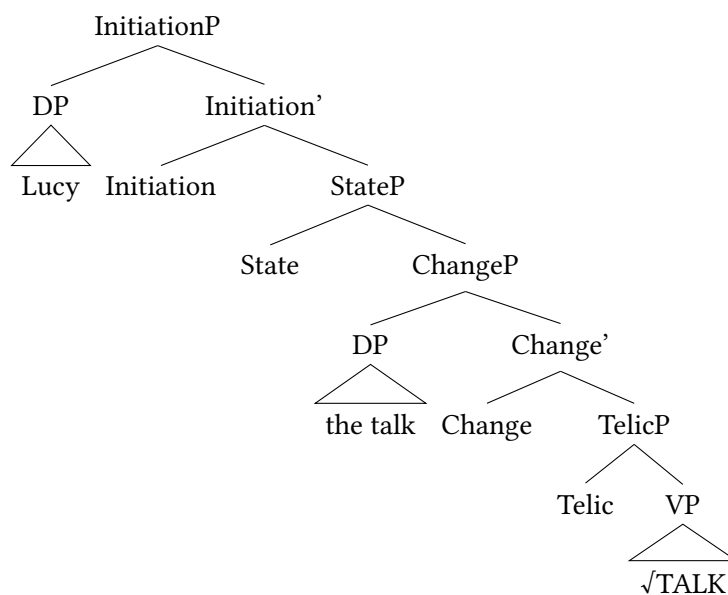 InitiationP
DP Initiation’
Lucy Initiation StateP
State ChangeP
DP Change’
the talk Change TelicP
Telic VP
√TALK